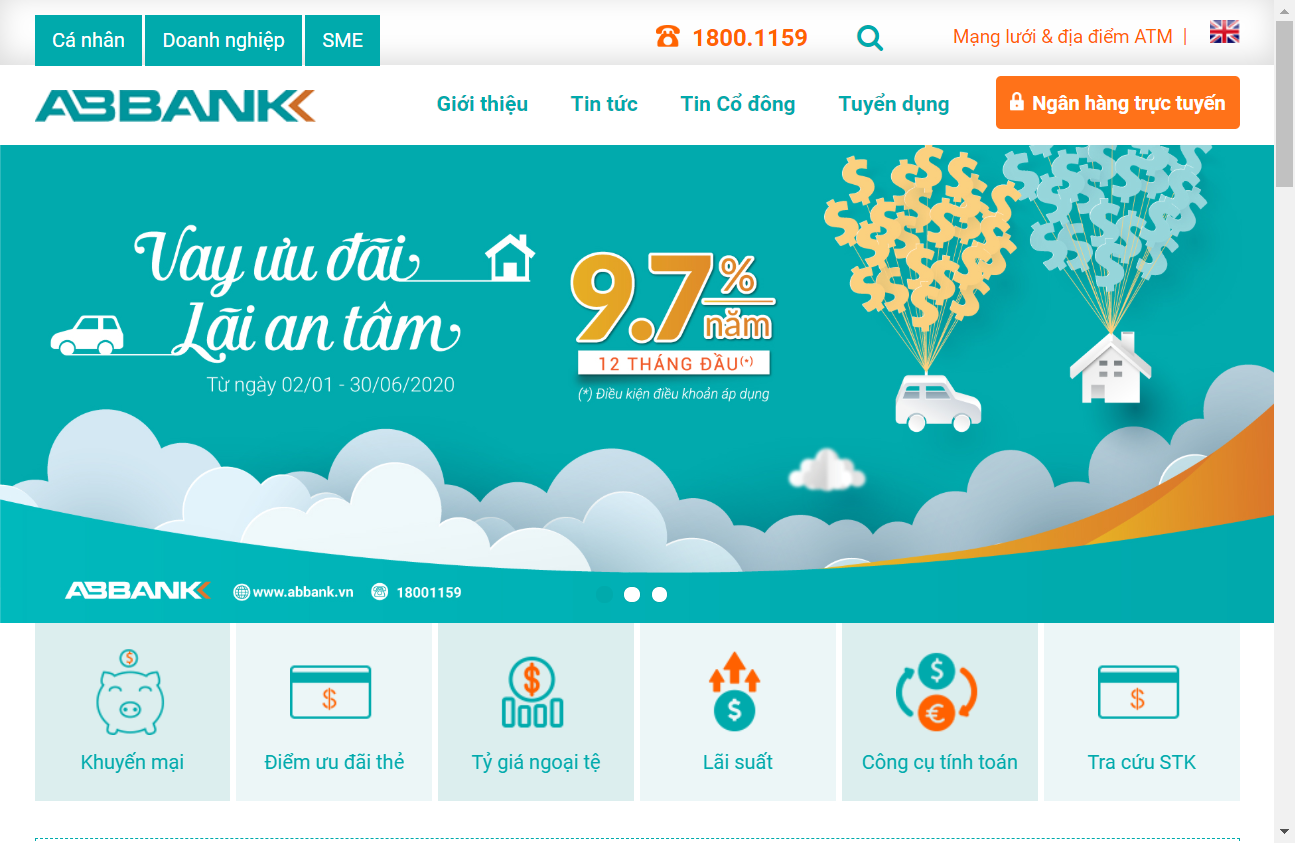 Cá nhân
Doanh nghiệp
SME
1800.1159
Mạng lưới & địa điểm ATM |
ABBANK
Giới thiệu
Tin tức
Tin Cổ đông
Tuyển dụng
Ngân hàng trực tuyến
Vay ưu đãi
Lãi an tâm
Từ ngày 02/01 - 30/06/2020
9.7%
năm
12 THÁNG ĐẦU(*)
(*) Điều kiện điều khoản áp dụng
ABBANK
www.abbank.vn
18001159
Khuyến mại
Điểm ưu đãi thẻ
Tỷ giá ngoại tệ
Lãi suất
Công cụ tính toán
Tra cứu STK